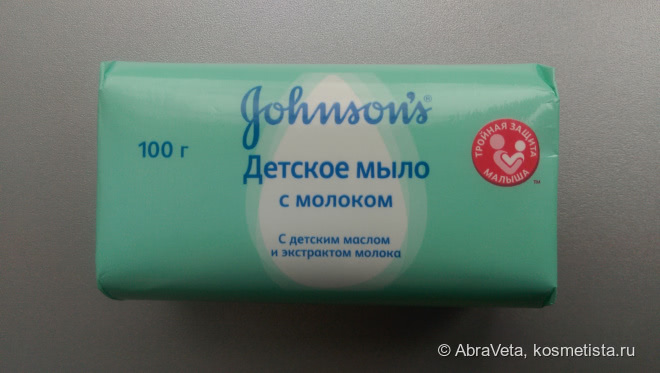 Johnson's®
100 г
Детское мыло
с молоком
С детским маслом
и экстрактом молока
ТРОЙНАЯ ЗАЩИТА
МАЛЫША
™
© AbraVeta, kosmetista.ru